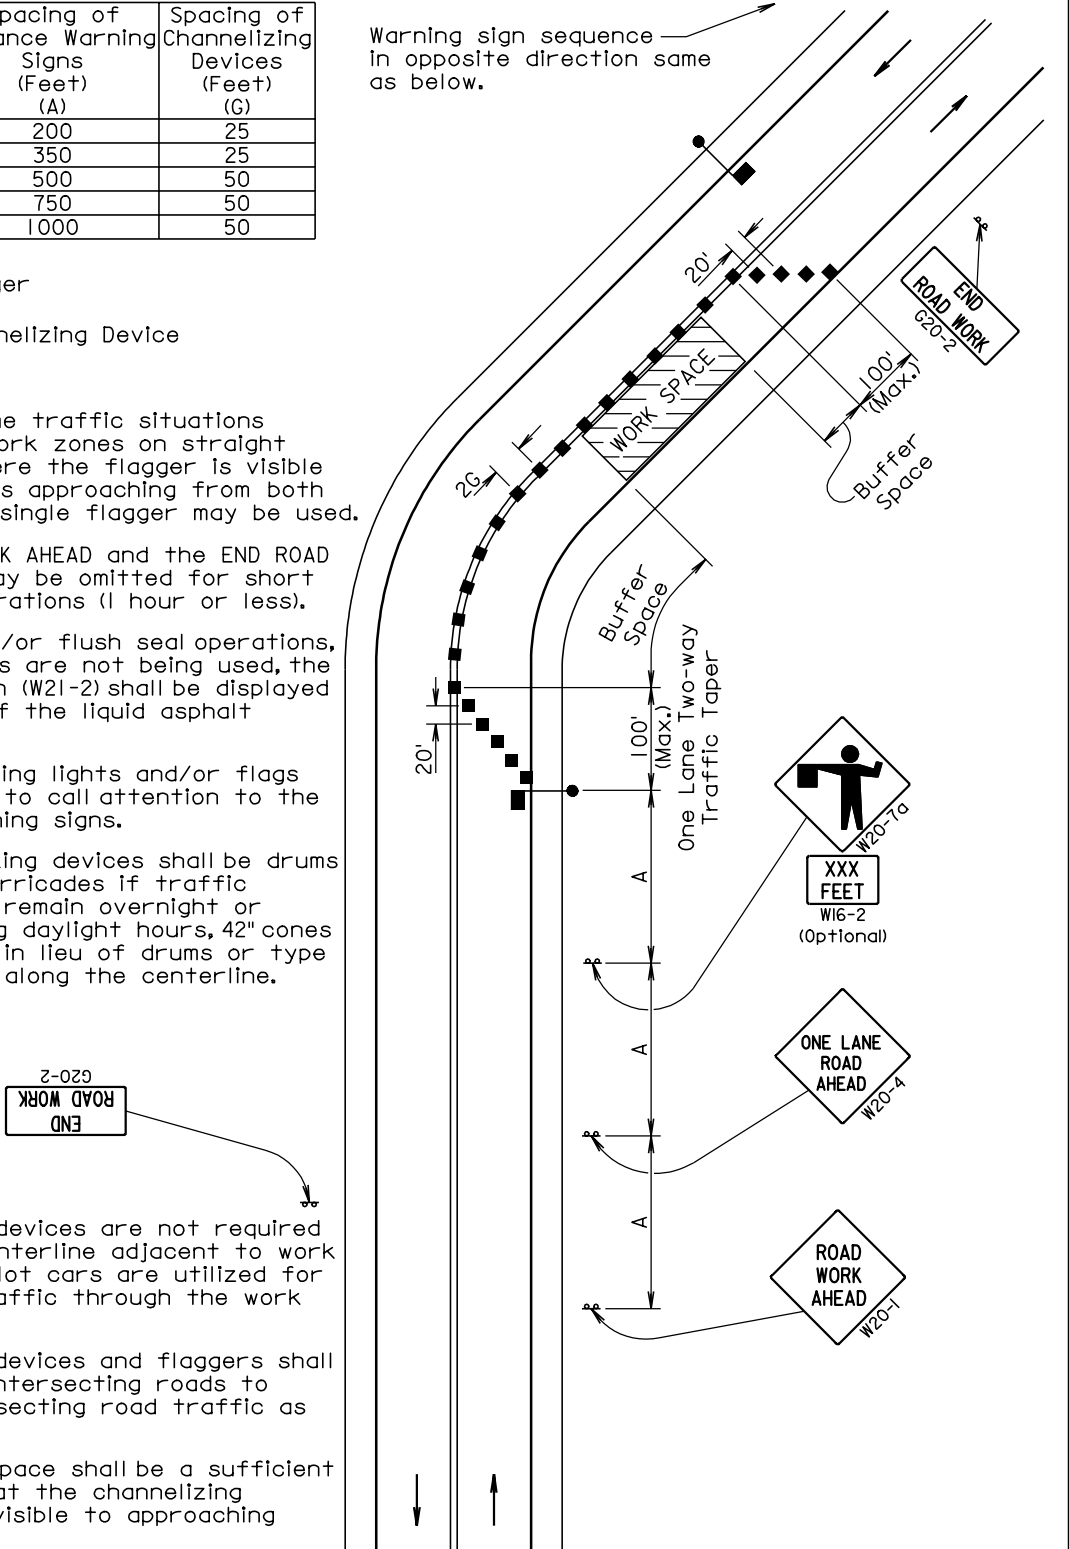 pacing of
ance Warning
Signs
(Feet)
(A)
Spacing of
Channelizing
Devices
(Feet)
(G)
200 25
350 25
500 50
750 50
1000 50
Warning sign sequence
in opposite direction same
as below.
ger
nelizing Device
ne traffic situations
ork zones on straight
ere the flagger is visible
s approaching from both
single flagger may be used.
RK AHEAD and the END ROAD
ay be omitted for short
erations (1 hour or less).
/or flush seal operations,
s are not being used, the
n (W21-2) shall be displayed
f the liquid asphalt
ing lights and/or flags
to call attention to the
ning signs.
zing devices shall be drums
rricades if traffic
remain overnight or
g daylight hours, 42" cones
in lieu of drums or type
along the centerline.
G20-2
END
ROAD WORK
devices are not required
nterline adjacent to work
lot cars are utilized for
affic through the work
devices and flaggers shall
ntersecting roads to
secting road traffic as
pace shall be a sufficient
at the channelizing
visible to approaching
20'
END
ROAD WORK
G20-2
100'
(Max.)
Buffer
Space
WORK SPACE
2G
Buffer
Space
20'
100'
(Max.)
One Lane Two-way
Traffic Taper
A
A
A
W20-7a
XXX
FEET
W16-2
(Optional)
ONE LANE
ROAD
AHEAD
W20-4
ROAD
WORK
AHEAD
W20-1